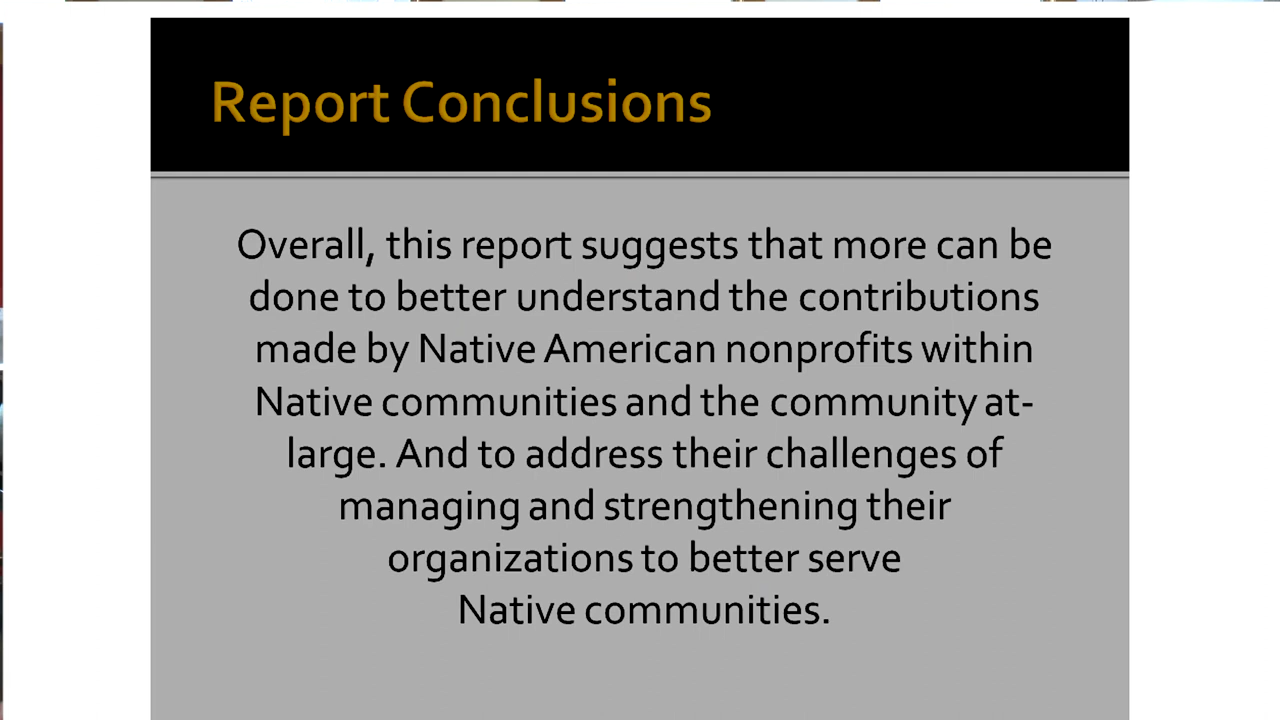 Report Conclusions
Overall, this report suggests that more can be
done to better understand the contributions
made by Native American nonprofits within
Native communities and the community at-
large. And to address their challenges of
managing and strengthening their
organizations to better serve
Native communities.